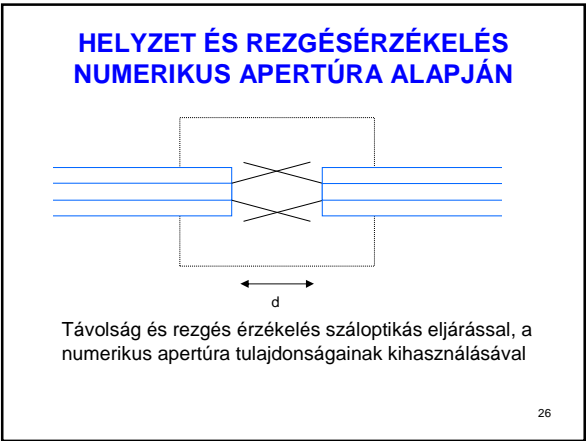 HELYZET ÉS REZGÉSÉRZÉKELÉS
NUMERIKUS APERTÚRA ALAPJÁN
d
Távolság és rezgés érzékelés száloptikás eljárással, a
numerikus apertúra tulajdonságainak kihasználásával
26